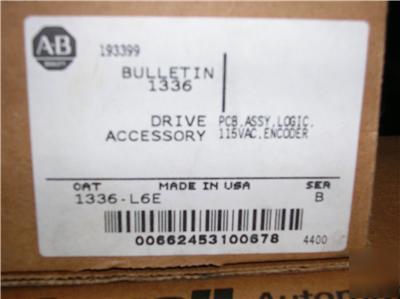 AB
QUALITY
193399
BULLETIN
1336
DRIVE
ACCESSORY
PCB.ASSY.LOGIC.
115VAC.ENCODER
CAT
MADE IN USA
SER
1336-L6E
B
00662453100678
4400